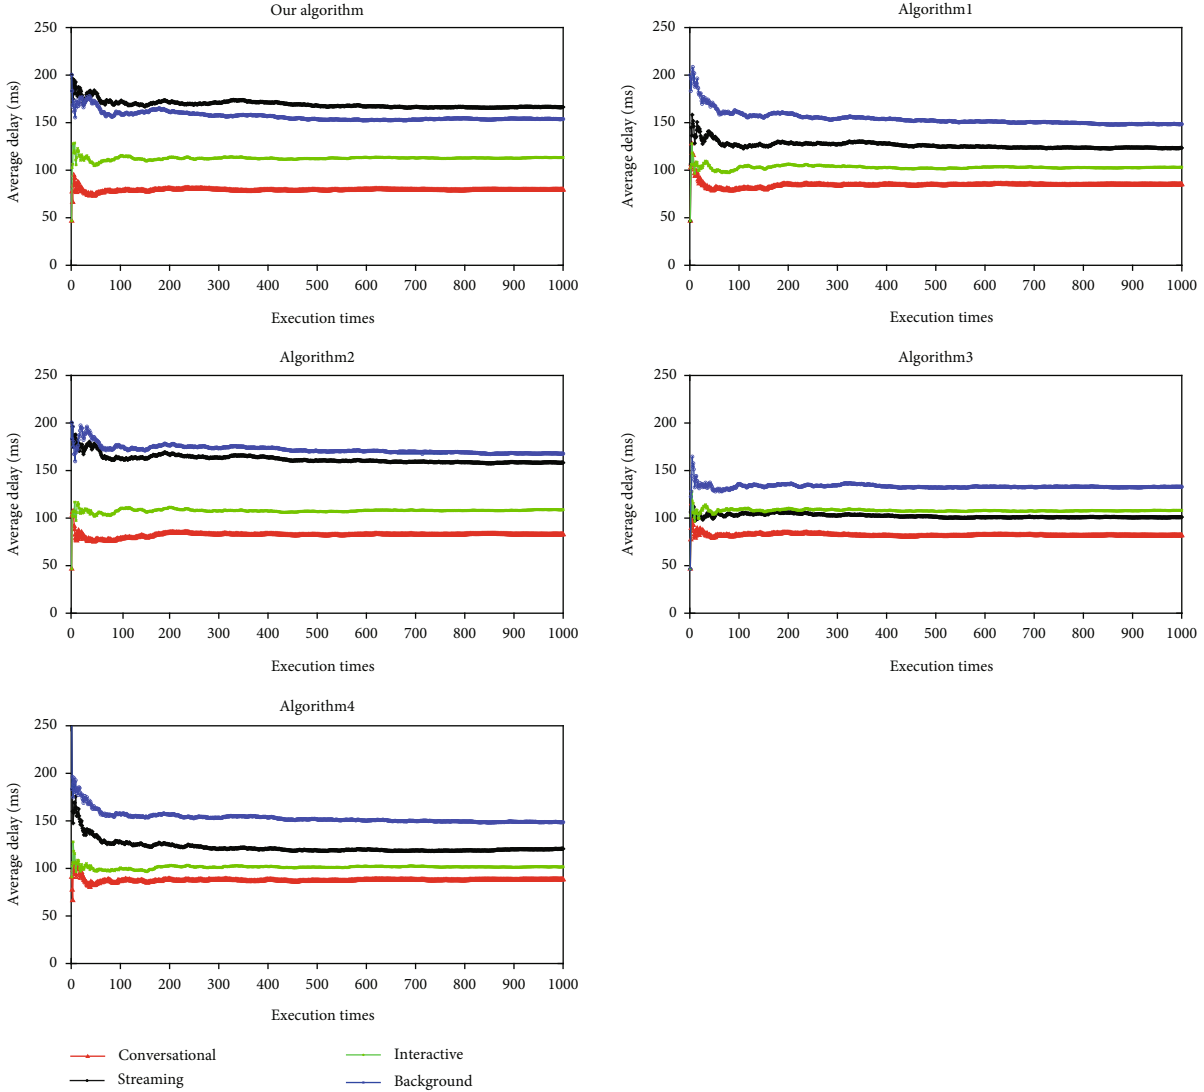 Our algorithm
Average delay (ms)
250
200
150
100
50
0
0 100 200 300 400 500 600 700 800 900 1000
Execution times
Algorithm1
Average delay (ms)
250
200
150
100
50
0
0 100 200 300 400 500 600 700 800 900 1000
Execution times
Algorithm2
Average delay (ms)
250
200
150
100
50
0
0 100 200 300 400 500 600 700 800 900 1000
Execution times
Algorithm3
Average delay (ms)
250
200
150
100
50
0
0 100 200 300 400 500 600 700 800 900 1000
Execution times
Algorithm4
Average delay (ms)
250
200
150
100
50
0
0 100 200 300 400 500 600 700 800 900 1000
Execution times
Conversational
Streaming
Interactive
Background